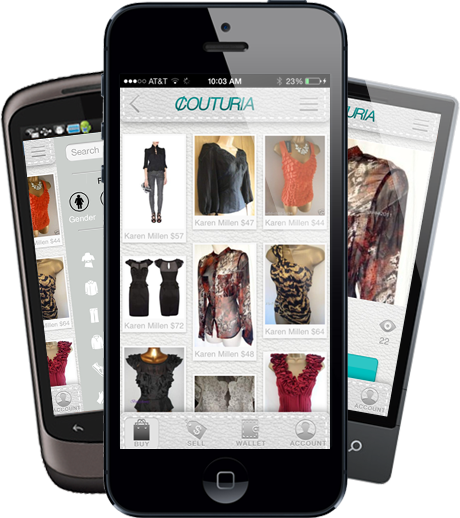 AT&T 10:03 AM 23%
COUTURIA
Karen Millen $57
Karen Millen $47
Karen Millen $44
Karen Millen $72
Karen Millen $48
Karen Millen $64
BUY
SELL
WALLET
ACCOUNT
Search
Gender
$44
$64
ACCOUNT
URIA
22
ACCOUNT